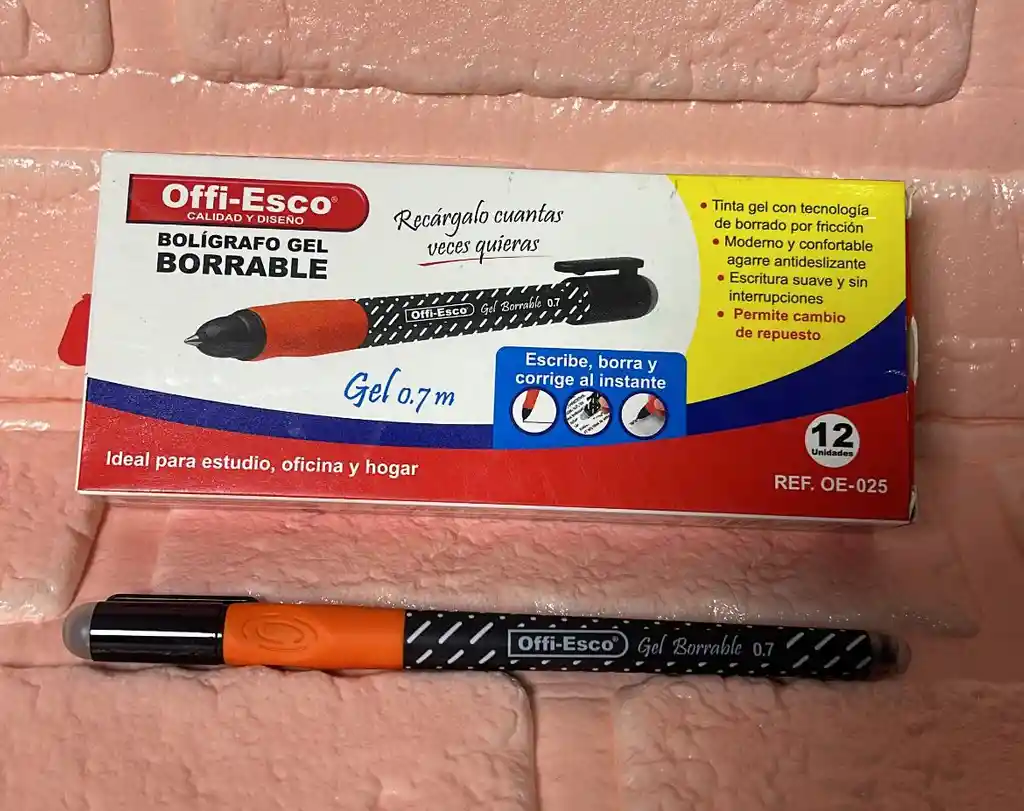 Offi-Esco®
CALIDAD Y DISEÑO
BOLÍGRAFO GEL
BORRABLE
Recárgalo cuantas
veces quieras
Offi-Esco® Gel Borrable 0.7
Gel 0.7 m
Escribe, borra y
corrige al instante
• Tinta gel con tecnología
de borrado por fricción
• Moderno y confortable
agarre antideslizante
• Escritura suave y sin
interrupciones
• Permite cambio
de repuesto
12
Unidades
Ideal para estudio, oficina y hogar
REF. OE-025
Offi-Esco® Gel Borrable 0.7